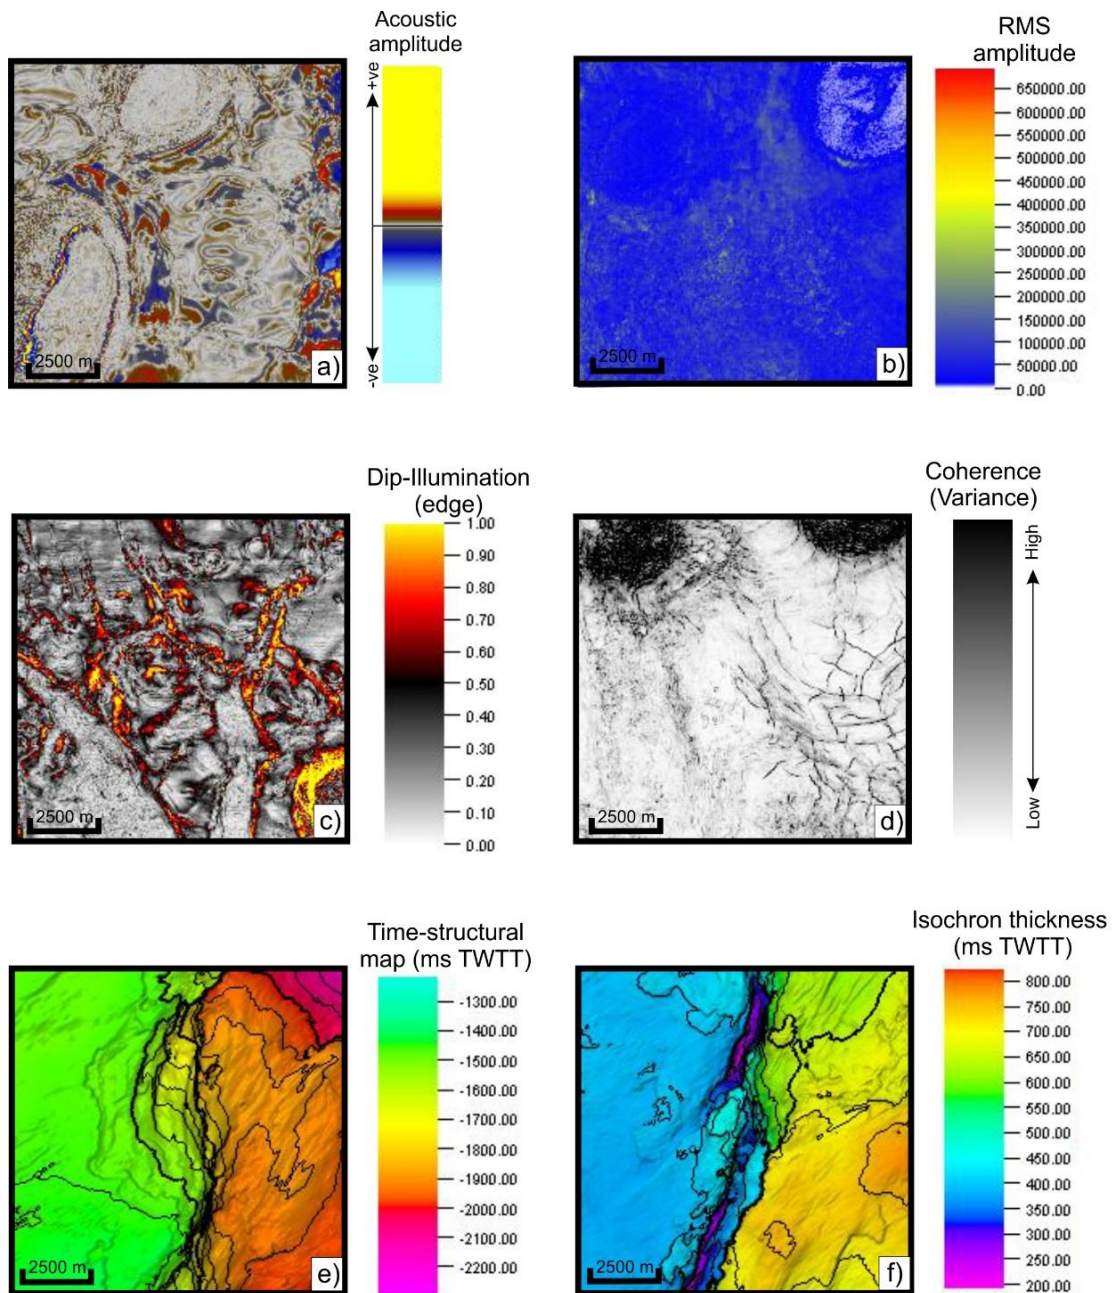 Acoustic
amplitude
+ve
-ve
2500 m
a)
RMS
amplitude
650000.00
600000.00
550000.00
500000.00
450000.00
400000.00
350000.00
300000.00
250000.00
200000.00
150000.00
100000.00
50000.00
0.00
2500 m
b)
Dip-Illumination
(edge)
1.00
0.90
0.80
0.70
0.60
0.50
0.40
0.30
0.20
0.10
0.00
2500 m
c)
Coherence
(Variance)
High
Low
2500 m
d)
Time-structural
map (ms TWTT)
-1300.00
-1400.00
-1500.00
-1600.00
-1700.00
-1800.00
-1900.00
-2000.00
-2100.00
-2200.00
2500 m
e)
Isochron thickness
(ms TWTT)
800.00
750.00
700.00
650.00
600.00
550.00
500.00
450.00
400.00
350.00
300.00
250.00
200.00
2500 m
f)